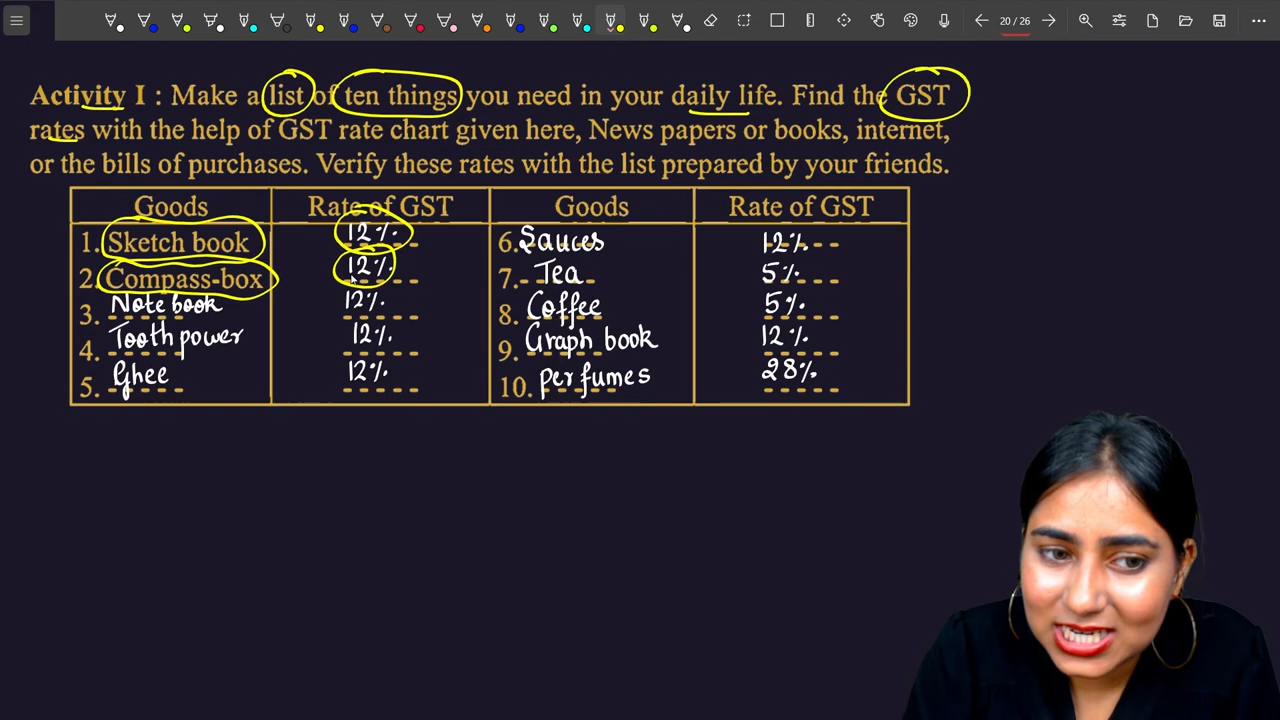 20 / 26
Activity I : Make a list of ten things you need in your daily life. Find the GST
rates with the help of GST rate chart given here, News papers or books, internet,
or the bills of purchases. Verify these rates with the list prepared by your friends.
Goods Rate of GST Goods Rate of GST
1. Sketch book 12% 6. Sauces 12%
2. Compass-box 12% 7. Tea 5%
3. Note book 12% 8. Coffee 5%
4. Tooth power 12% 9. Graph book 12%
5. Ghee 12% 10. perfumes 28%